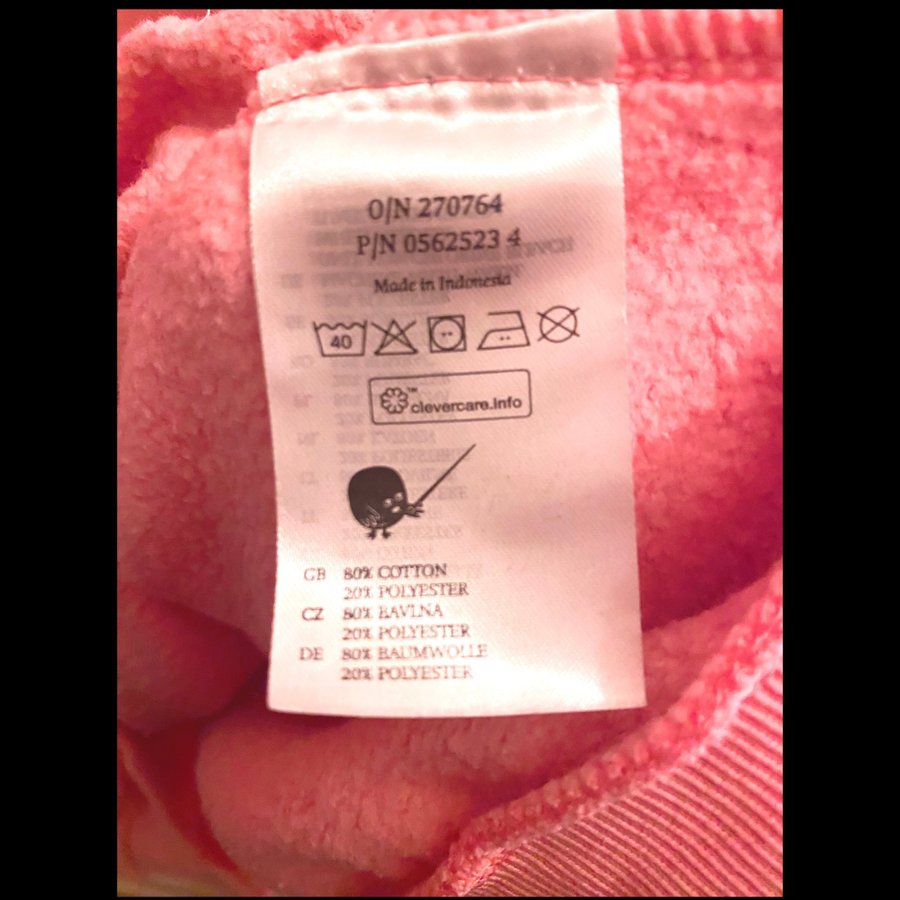 O/N 270764
P/N 0562523 4
Made in Indonesia
40
™ clevercare.info
GB 80% COTTON
20% POLYESTER
CZ 80% BAVLNA
20% POLYESTER
DE 80% BAUMWOLLE
20% POLYESTER